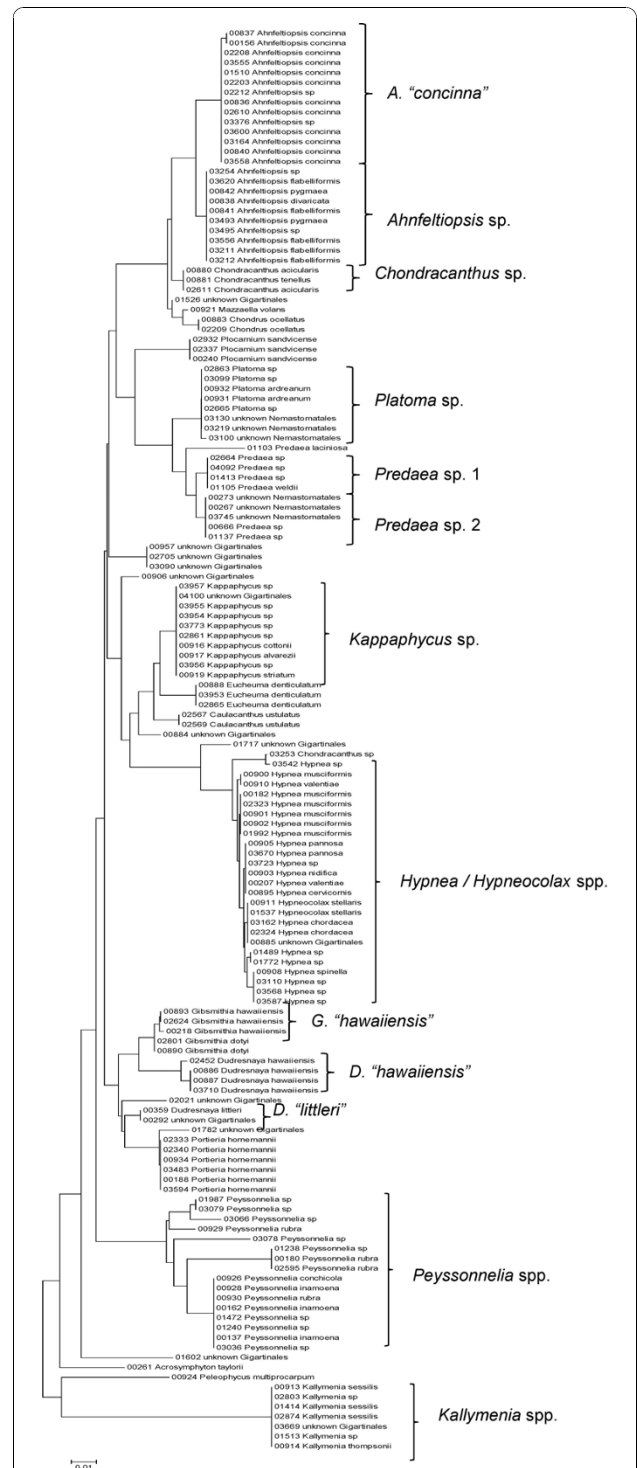 00837 Ahnfeltiopsis concinna
00156 Ahnfeltiopsis concinna
02208 Ahnfeltiopsis concinna
03555 Ahnfeltiopsis concinna
01510 Ahnfeltiopsis concinna
02203 Ahnfeltiopsis concinna
02212 Ahnfeltiopsis sp
00836 Ahnfeltiopsis concinna
02610 Ahnfeltiopsis concinna
03376 Ahnfeltiopsis sp
03600 Ahnfeltiopsis concinna
03164 Ahnfeltiopsis concinna
00840 Ahnfeltiopsis concinna
03558 Ahnfeltiopsis concinna
A. “concinna”
03254 Ahnfeltiopsis sp
03620 Ahnfeltiopsis flabelliformis
00842 Ahnfeltiopsis pygmaea
00838 Ahnfeltiopsis divaricata
00841 Ahnfeltiopsis flabelliformis
03493 Ahnfeltiopsis pygmaea
03495 Ahnfeltiopsis sp
03556 Ahnfeltiopsis flabelliformis
03211 Ahnfeltiopsis flabelliformis
03212 Ahnfeltiopsis flabelliformis
Ahnfeltiopsis sp.
00880 Chondracanthus acicularis
00881 Chondracanthus tenellus
02611 Chondracanthus acicularis
Chondracanthus sp.
01526 unknown Gigartinales
00921 Mazzaella volans
00883 Chondrus ocellatus
02209 Chondrus ocellatus
02932 Plocamium sandvicense
02337 Plocamium sandvicense
00240 Plocamium sandvicense
02863 Platoma sp
03099 Platoma sp
00932 Platoma ardreanum
00931 Platoma ardreanum
02665 Platoma sp
03130 unknown Nemastomatales
03219 unknown Nemastomatales
03100 unknown Nemastomatales
Platoma sp.
01103 Predaea laciniosa
02664 Predaea sp
04092 Predaea sp
01413 Predaea sp
01105 Predaea weldii
Predaea sp. 1
00273 unknown Nemastomatales
00267 unknown Nemastomatales
03745 unknown Nemastomatales
00666 Predaea sp
01137 Predaea sp
Predaea sp. 2
00957 unknown Gigartinales
02705 unknown Gigartinales
03090 unknown Gigartinales
00906 unknown Gigartinales
03957 Kappaphycus sp
04100 unknown Gigartinales
03955 Kappaphycus sp
03954 Kappaphycus sp
03773 Kappaphycus sp
02861 Kappaphycus sp
00916 Kappaphycus cottonii
00917 Kappaphycus alvarezii
03956 Kappaphycus sp
00919 Kappaphycus striatum
Kappaphycus sp.
00888 Eucheuma denticulatum
03953 Eucheuma denticulatum
02865 Eucheuma denticulatum
02567 Caulacanthus ustulatus
02569 Caulacanthus ustulatus
00884 unknown Gigartinales
01717 unknown Gigartinales
03253 Chondracanthus sp
03542 Hypnea sp
00900 Hypnea musciformis
00910 Hypnea valentiae
00182 Hypnea musciformis
02323 Hypnea musciformis
00901 Hypnea musciformis
00902 Hypnea musciformis
01992 Hypnea musciformis
00905 Hypnea pannosa
03670 Hypnea pannosa
03723 Hypnea sp
00903 Hypnea nidifica
00207 Hypnea valentiae
00895 Hypnea cervicornis
00911 Hypneocolax stellaris
01537 Hypneocolax stellaris
03162 Hypnea chordacea
02324 Hypnea chordacea
00885 unknown Gigartinales
01489 Hypnea sp
01772 Hypnea sp
00908 Hypnea spinella
03110 Hypnea sp
03568 Hypnea sp
03587 Hypnea sp
Hypnea / Hypneocolax spp.
00893 Gibsmithia hawaiiensis
02624 Gibsmithia hawaiiensis
00218 Gibsmithia hawaiiensis
G. “hawaiiensis”
02801 Gibsmithia dotyi
00890 Gibsmithia dotyi
02452 Dudresnaya hawaiiensis
00886 Dudresnaya hawaiiensis
00887 Dudresnaya hawaiiensis
03710 Dudresnaya hawaiiensis
D. “hawaiiensis”
02021 unknown Gigartinales
00359 Dudresnaya littleri
00292 unknown Gigartinales
D. “littleri”
01782 unknown Gigartinales
02333 Portieria hornemannii
02340 Portieria hornemannii
00934 Portieria hornemannii
03483 Portieria hornemannii
00188 Portieria hornemannii
03594 Portieria hornemannii
01987 Peyssonnelia sp
03079 Peyssonnelia sp
03066 Peyssonnelia sp
00929 Peyssonnelia rubra
03078 Peyssonnelia sp
01238 Peyssonnelia sp
00180 Peyssonnelia rubra
02595 Peyssonnelia rubra
00926 Peyssonnelia conchicola
00928 Peyssonnelia inamoena
00930 Peyssonnelia rubra
00162 Peyssonnelia inamoena
01472 Peyssonnelia sp
01240 Peyssonnelia sp
00137 Peyssonnelia inamoena
03036 Peyssonnelia sp
Peyssonnelia spp.
01602 unknown Gigartinales
00261 Acrosymphyton taylorii
00924 Peleophycus multiprocarpum
00913 Kallymenia sessilis
02803 Kallymenia sp
01414 Kallymenia sessilis
02874 Kallymenia sessilis
03669 unknown Gigartinales
01513 Kallymenia sp
00914 Kallymenia thompsonii
Kallymenia spp.
0.01